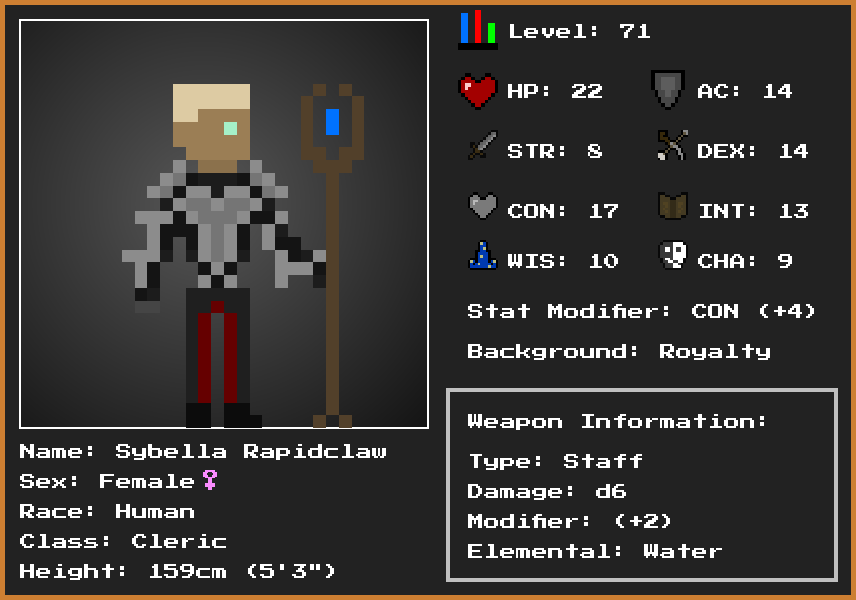 Level: 71
HP: 22
AC: 14
STR: 8
DEX: 14
CON: 17
INT: 13
WIS: 10
CHA: 9
Stat Modifier: CON (+4)
Background: Royalty
Weapon Information:
Type: Staff
Damage: d6
Modifier: (+2)
Elemental: Water
Name: Sybella Rapidclaw
Sex: Female♀
Race: Human
Class: Cleric
Height: 159cm (5'3")